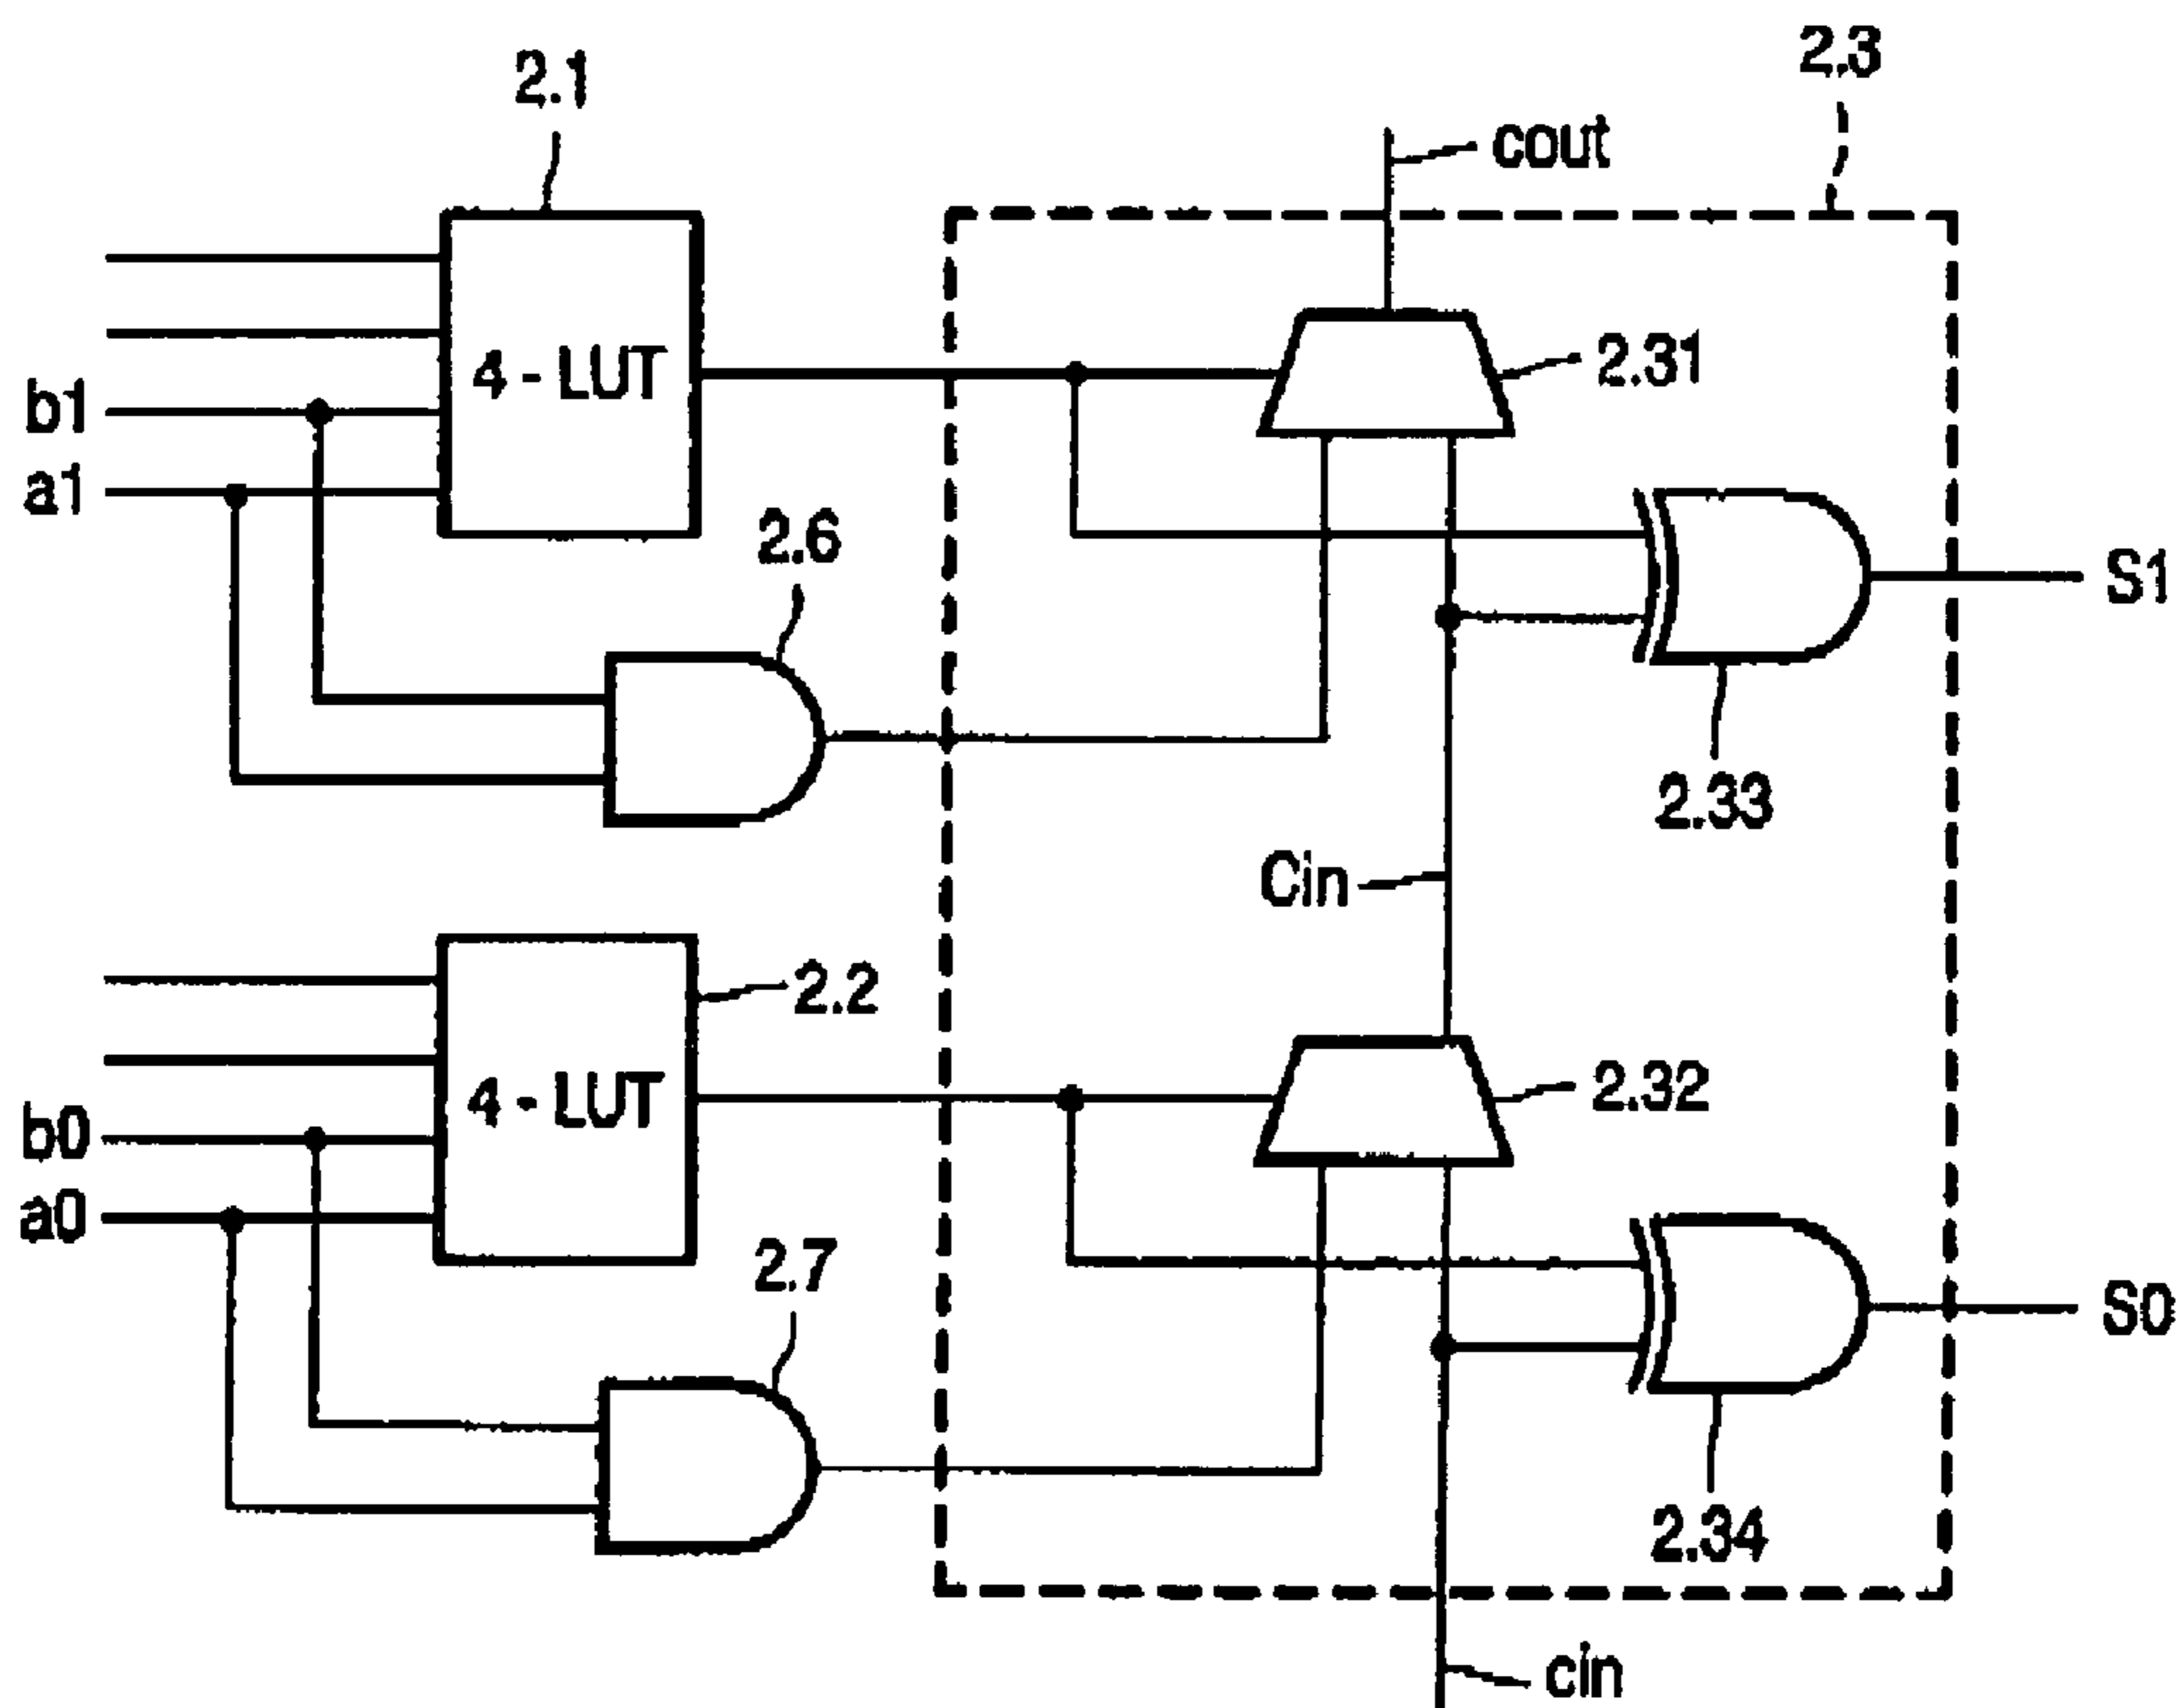 2.3
2.1
cout
4 - LUT
2.31
b1
a1
2.6
S1
2.33
Cin
2.2
4 - LUT
2.32
b0
a0
2.7
S0
2.34
cin